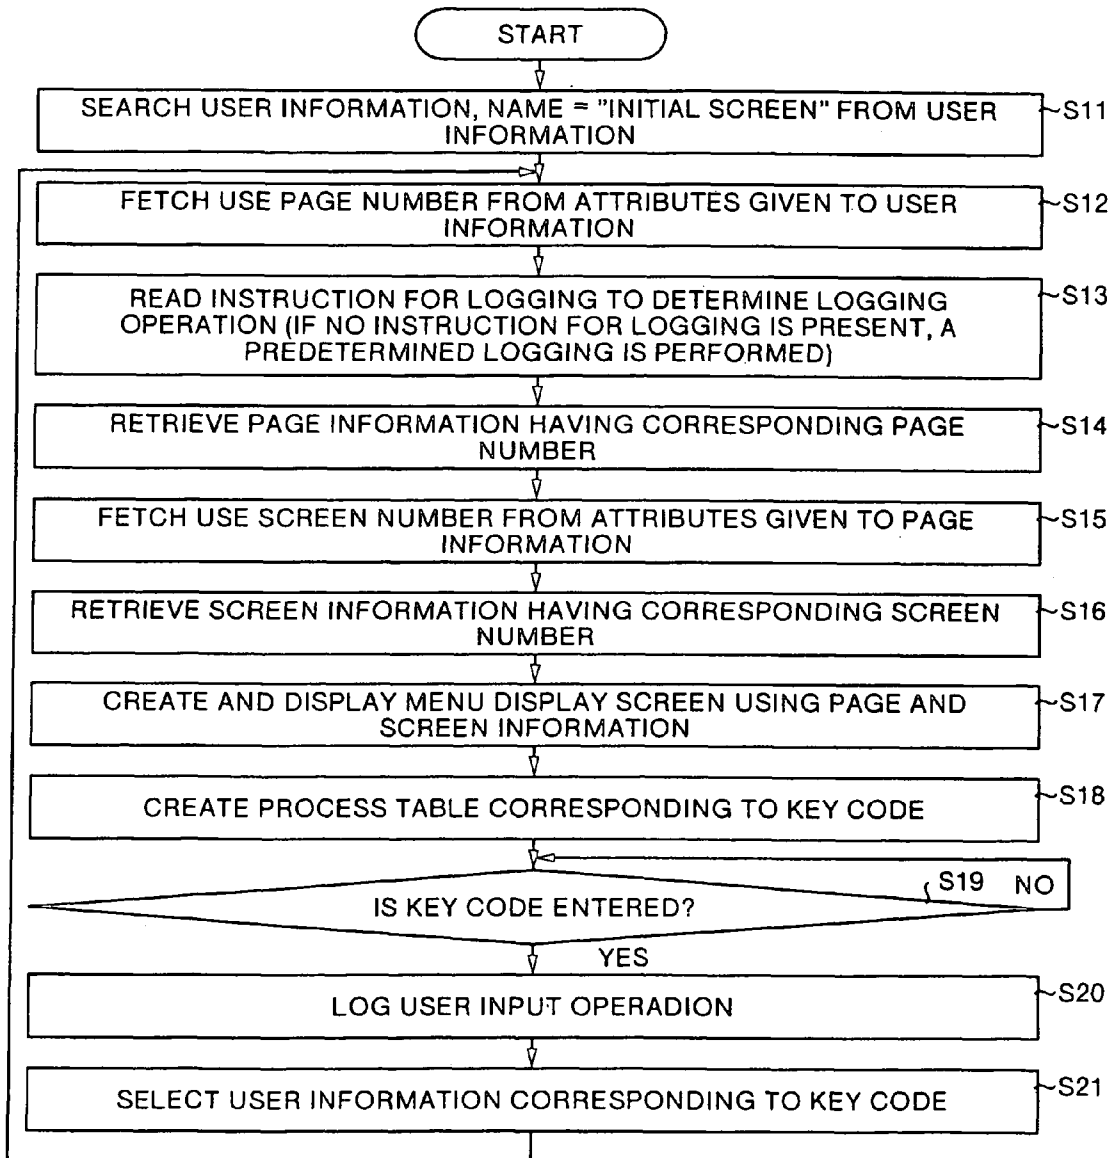 START
SEARCH USER INFORMATION, NAME = "INITIAL SCREEN" FROM USER
INFORMATION
S11
FETCH USE PAGE NUMBER FROM ATTRIBUTES GIVEN TO USER
INFORMATION
S12
READ INSTRUCTION FOR LOGGING TO DETERMINE LOGGING
OPERATION (IF NO INSTRUCTION FOR LOGGING IS PRESENT, A
PREDETERMINED LOGGING IS PERFORMED)
S13
RETRIEVE PAGE INFORMATION HAVING CORRESPONDING PAGE
NUMBER
S14
FETCH USE SCREEN NUMBER FROM ATTRIBUTES GIVEN TO PAGE
INFORMATION
S15
RETRIEVE SCREEN INFORMATION HAVING CORRESPONDING SCREEN
NUMBER
S16
CREATE AND DISPLAY MENU DISPLAY SCREEN USING PAGE AND
SCREEN INFORMATION
S17
CREATE PROCESS TABLE CORRESPONDING TO KEY CODE
S18
IS KEY CODE ENTERED?
S19
NO
YES
LOG USER INPUT OPERADION
S20
SELECT USER INFORMATION CORRESPONDING TO KEY CODE
S21